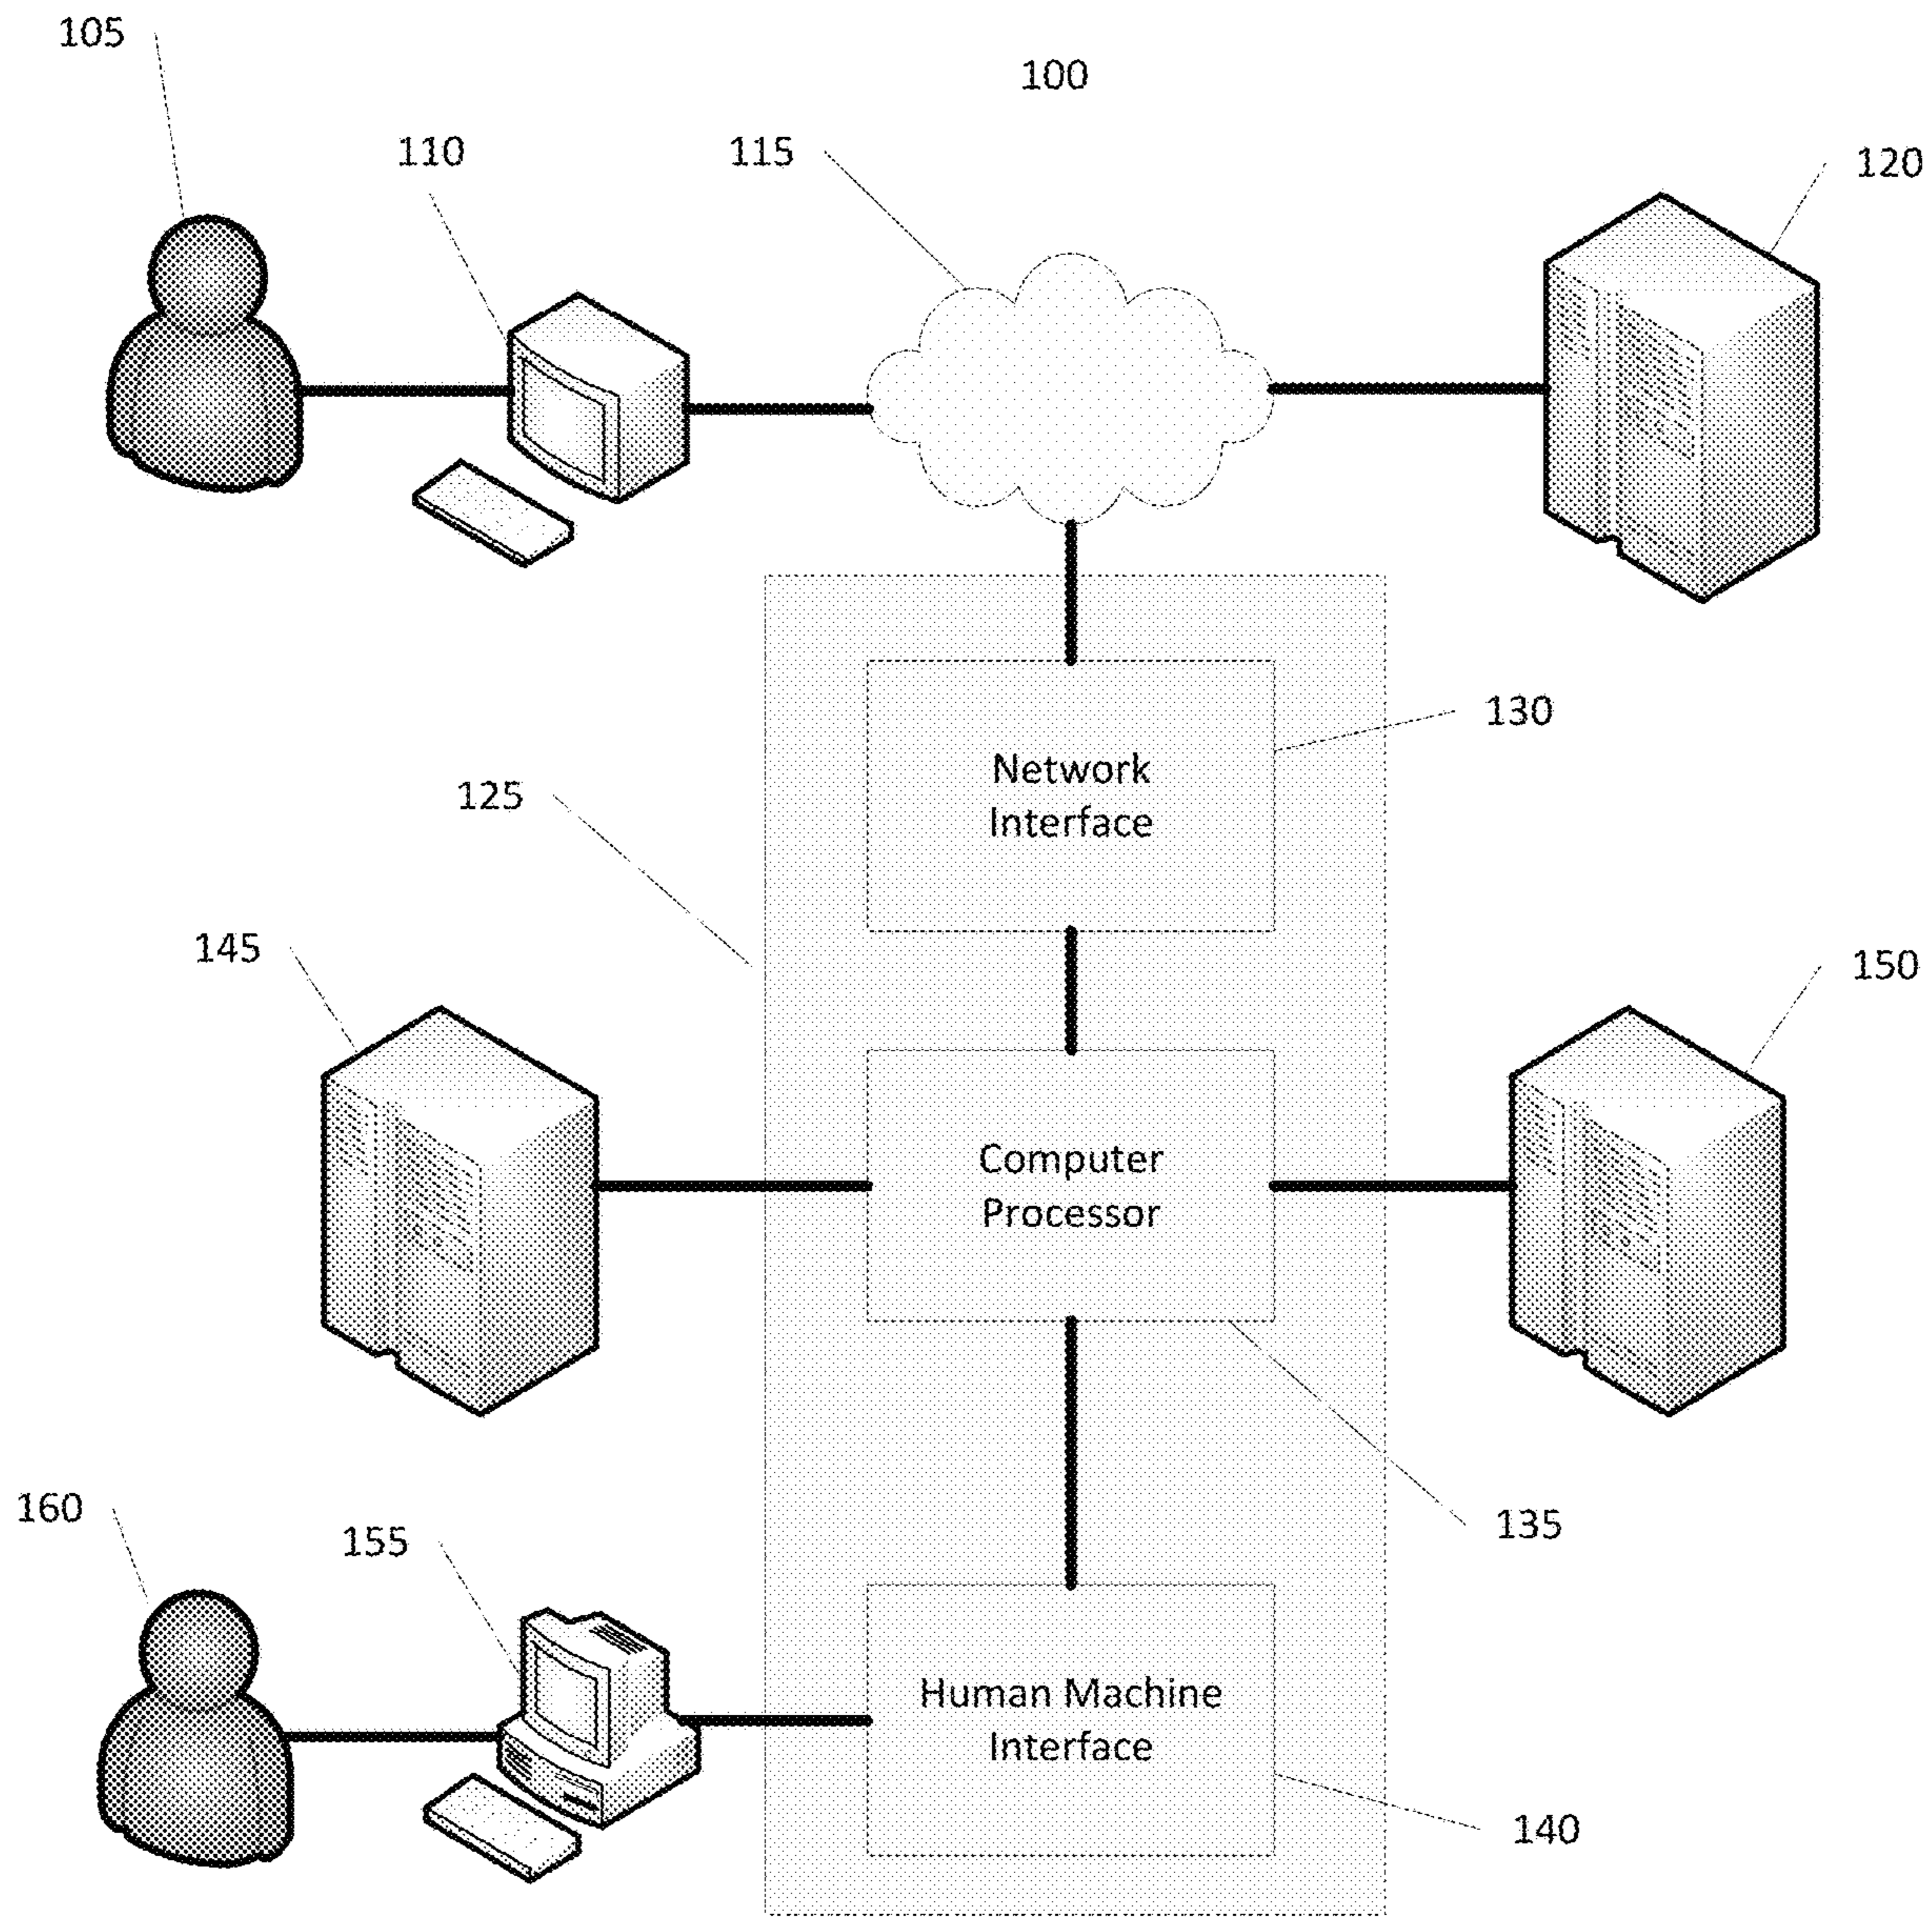 105
100
110
115
120
130
Network
Interface
125
145
150
Computer
Processor
160
155
135
Human Machine
Interface
140